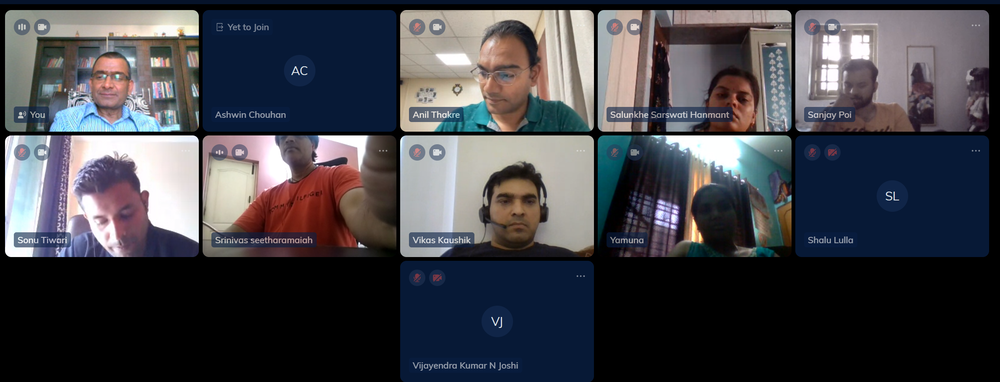 You
Yet to Join
AC
Ashwin Chouhan
Anil Thakre
Salunkhe Sarswati Hanmant
Sanjay Poi
Sonu Tiwari
Srinivas seetharamaiah
Vikas Kaushik
Yamuna
SL
Shalu Lulla
VJ
Vijayendra Kumar N Joshi